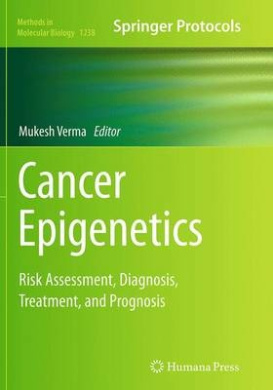 Methods in
Molecular Biology 1238
Springer Protocols
Mukesh Verma Editor
Cancer
Epigenetics
Risk Assessment, Diagnosis,
Treatment, and Prognosis
Humana Press